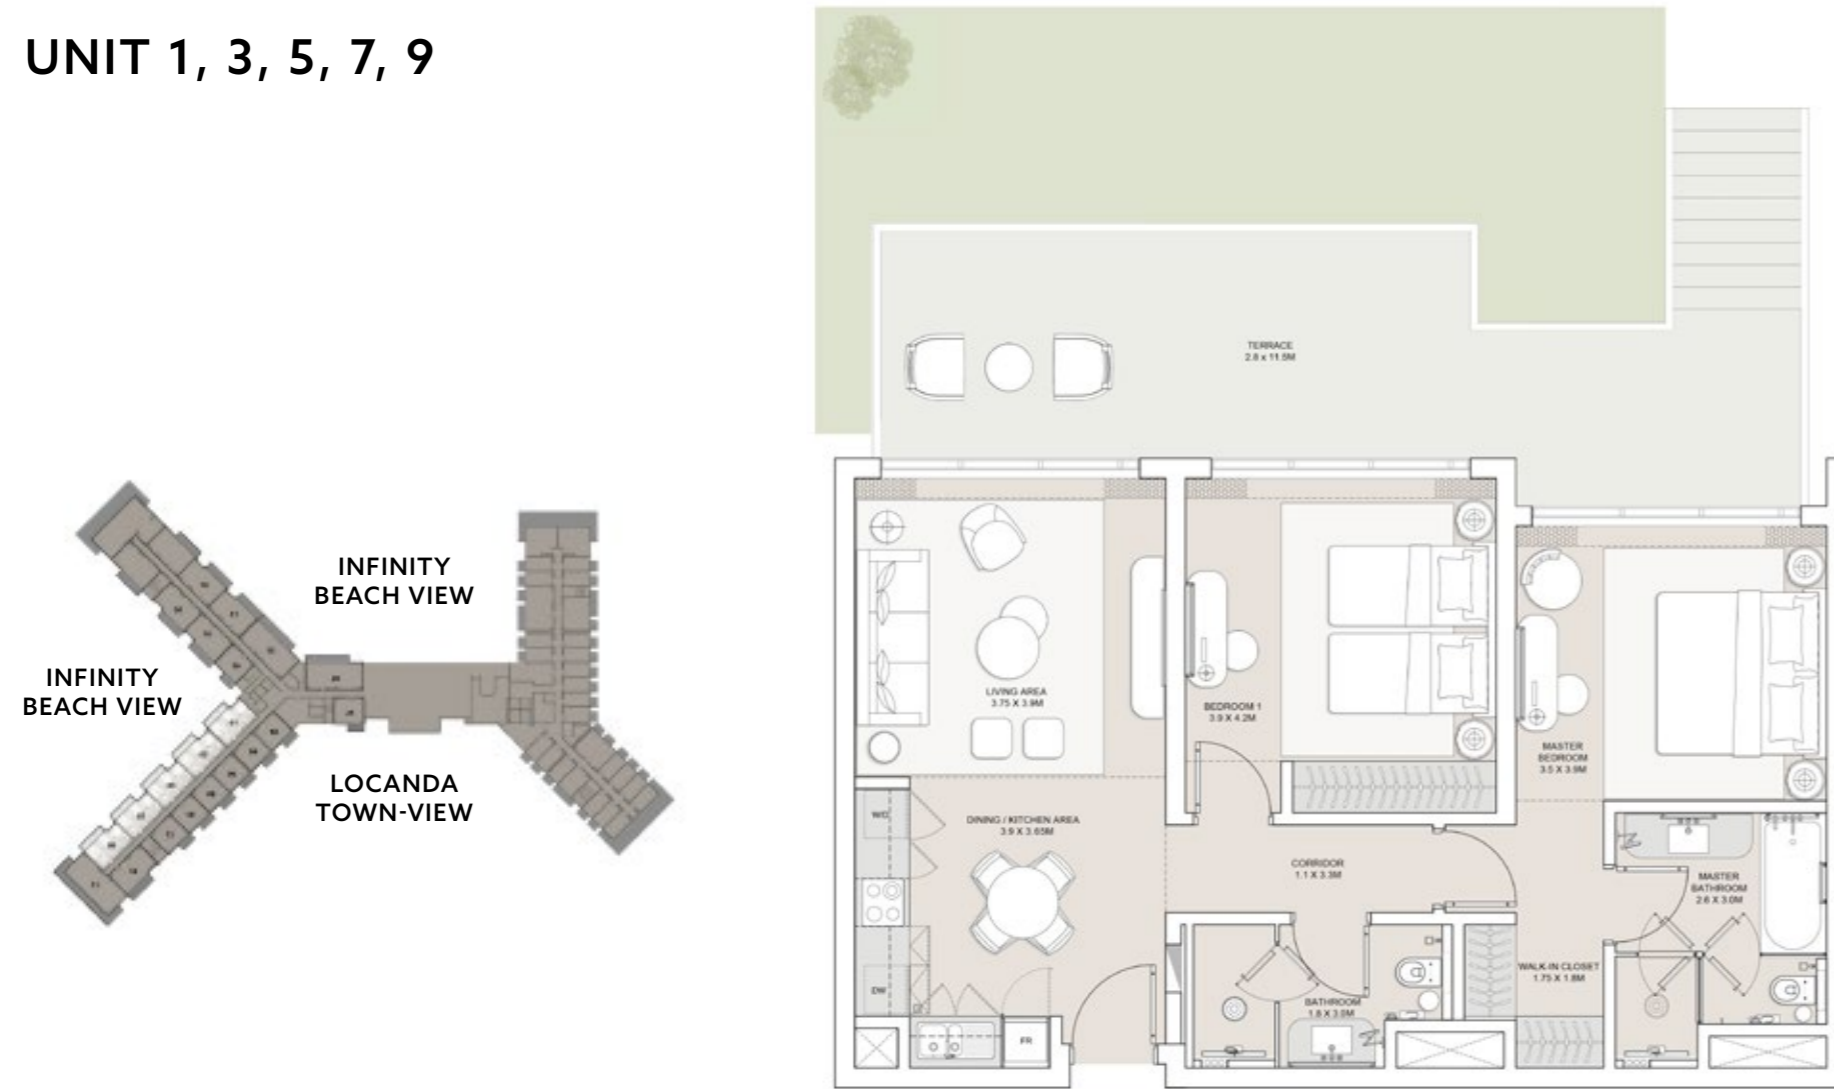 UNIT 1, 3, 5, 7, 9
INFINITY
BEACH VIEW
INFINITY
BEACH VIEW
LOCANDA
TOWN-VIEW
TERRACE
2.8 x 11.5M
LIVING AREA
3.75 X 3.9M
BEDROOM 1
3.9 X 4.2M
MASTER
BEDROOM
3.5 X 3.9M
DINING / KITCHEN AREA
3.9 X 3.65M
CORRIDOR
1.1 X 3.3M
MASTER
BATHROOM
2.6 X 3.0M
WALK-IN CLOSET
1.75 X 1.8M
BATHROOM
1.8 X 3.0M
DW
FR